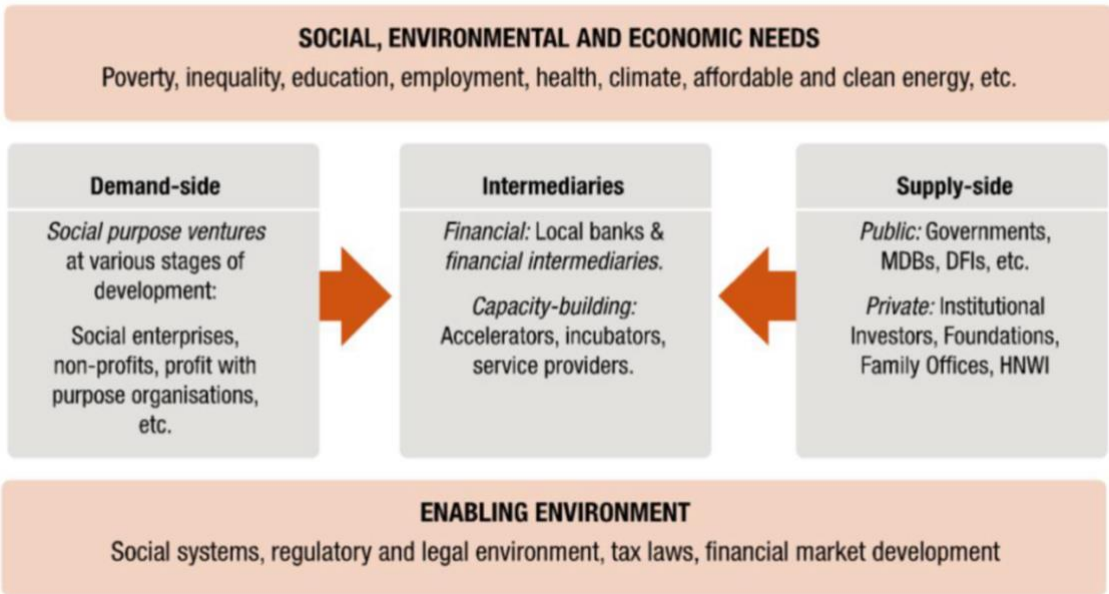 SOCIAL, ENVIRONMENTAL AND ECONOMIC NEEDS
Poverty, inequality, education, employment, health, climate, affordable and clean energy, etc.
Demand-side
Social purpose ventures
at various stages of
development:
Social enterprises,
non-profits, profit with
purpose organisations,
etc.
Intermediaries
Financial: Local banks &
financial intermediaries.
Capacity-building:
Accelerators, incubators,
service providers.
Supply-side
Public: Governments,
MDBs, DFIs, etc.
Private: Institutional
Investors, Foundations,
Family Offices, HNWI
ENABLING ENVIRONMENT
Social systems, regulatory and legal environment, tax laws, financial market development